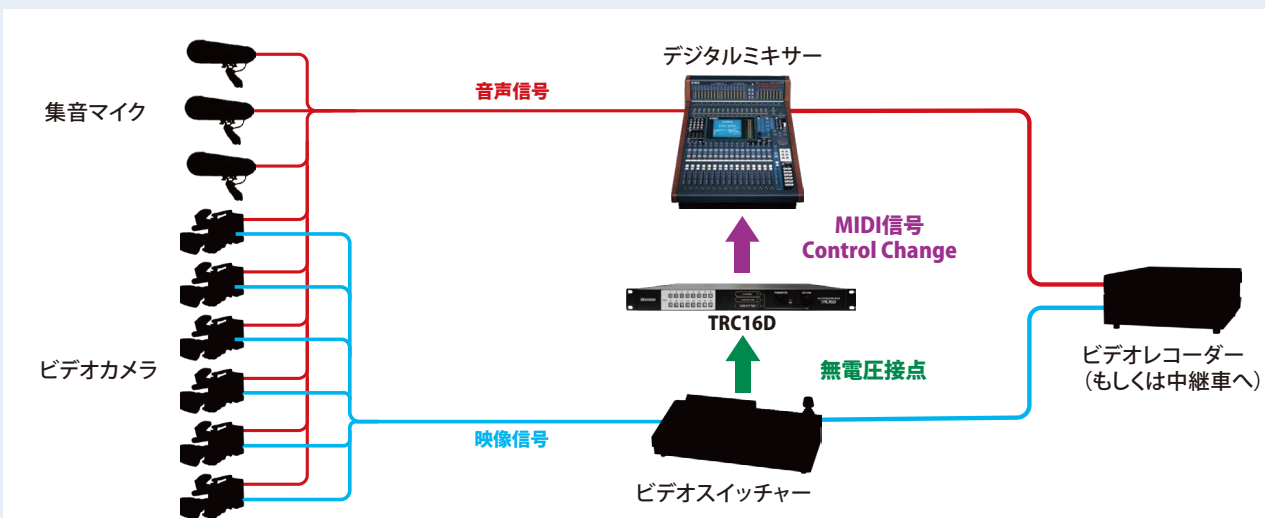 デジタルミキサー
集音マイク
音声信号
MIDI信号
Control Change
TRC16D
ビデオカメラ
無電圧接点
ビデオレコーダー
（もしくは中継車へ）
映像信号
ビデオスイッチャー